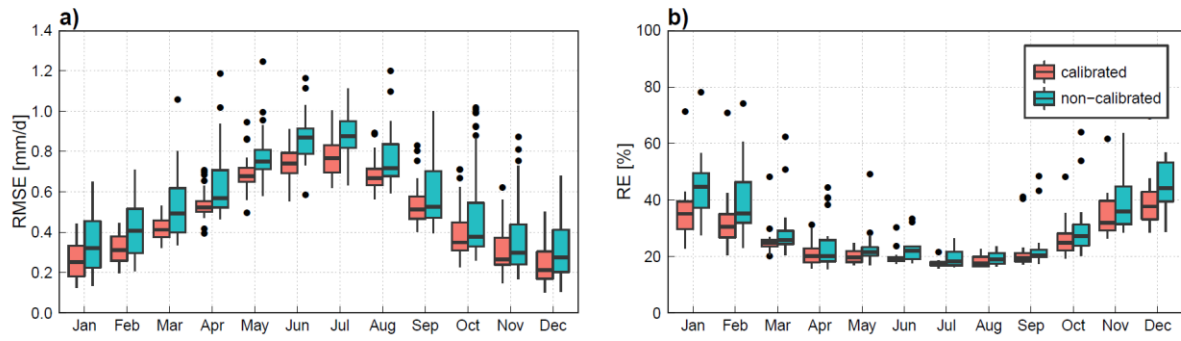 a)
RMSE [mm/d]
1.4
1.2
1.0
0.8
0.6
0.4
0.2
0.0
Jan Feb Mar Apr May Jun Jul Aug Sep Oct Nov Dec
b)
RE [%]
100
80
60
40
20
0
calibrated
non-calibrated
Jan Feb Mar Apr May Jun Jul Aug Sep Oct Nov Dec